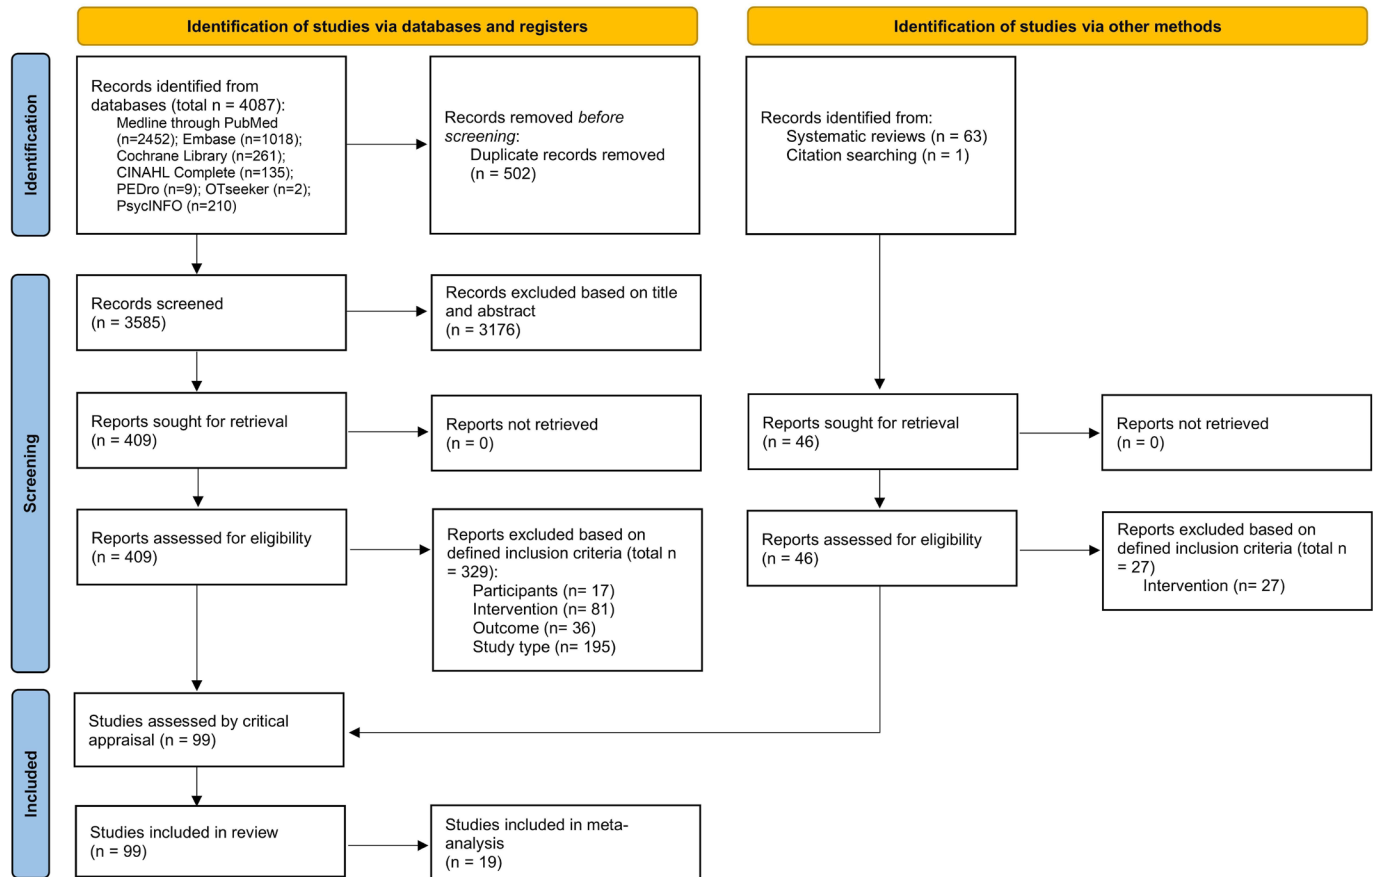 Identification of studies via databases and registers
Identification of studies via other methods
Identification
Records identified from
databases (total n = 4087):
Medline through PubMed
(n=2452); Embase (n=1018);
Cochrane Library (n=261);
CINAHL Complete (n=135);
PEDro (n=9); OTseeker (n=2);
PsycINFO (n=210)
Records removed before
screening:
Duplicate records removed
(n = 502)
Records identified from:
Systematic reviews (n = 63)
Citation searching (n = 1)
Screening
Records screened
(n = 3585)
Records excluded based on title
and abstract
(n = 3176)
Reports sought for retrieval
(n = 409)
Reports not retrieved
(n = 0)
Reports sought for retrieval
(n = 46)
Reports not retrieved
(n = 0)
Reports assessed for eligibility
(n = 409)
Reports excluded based on
defined inclusion criteria (total n
= 329):
Participants (n= 17)
Intervention (n= 81)
Outcome (n= 36)
Study type (n= 195)
Reports assessed for eligibility
(n = 46)
Reports excluded based on
defined inclusion criteria (total n
= 27)
Intervention (n= 27)
Included
Studies assessed by critical
appraisal (n = 99)
Studies included in review
(n = 99)
Studies included in meta-
analysis
(n = 19)